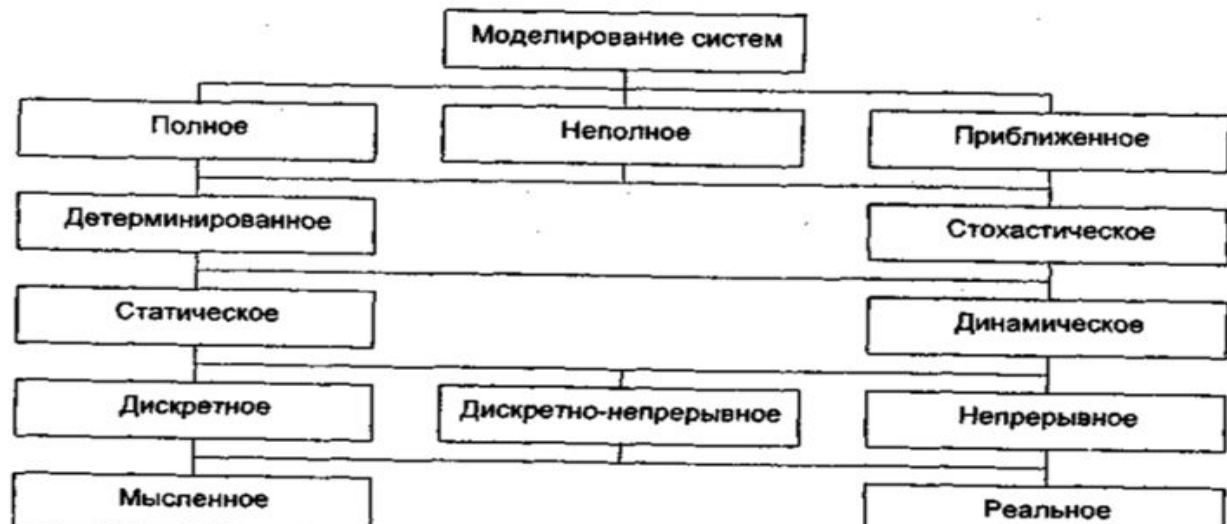 Моделирование систем
Полное
Неполное
Приближенное
Детерминированное
Стохастическое
Статическое
Динамическое
Дискретное
Дискретно-непрерывное
Непрерывное
Мысленное
Реальное